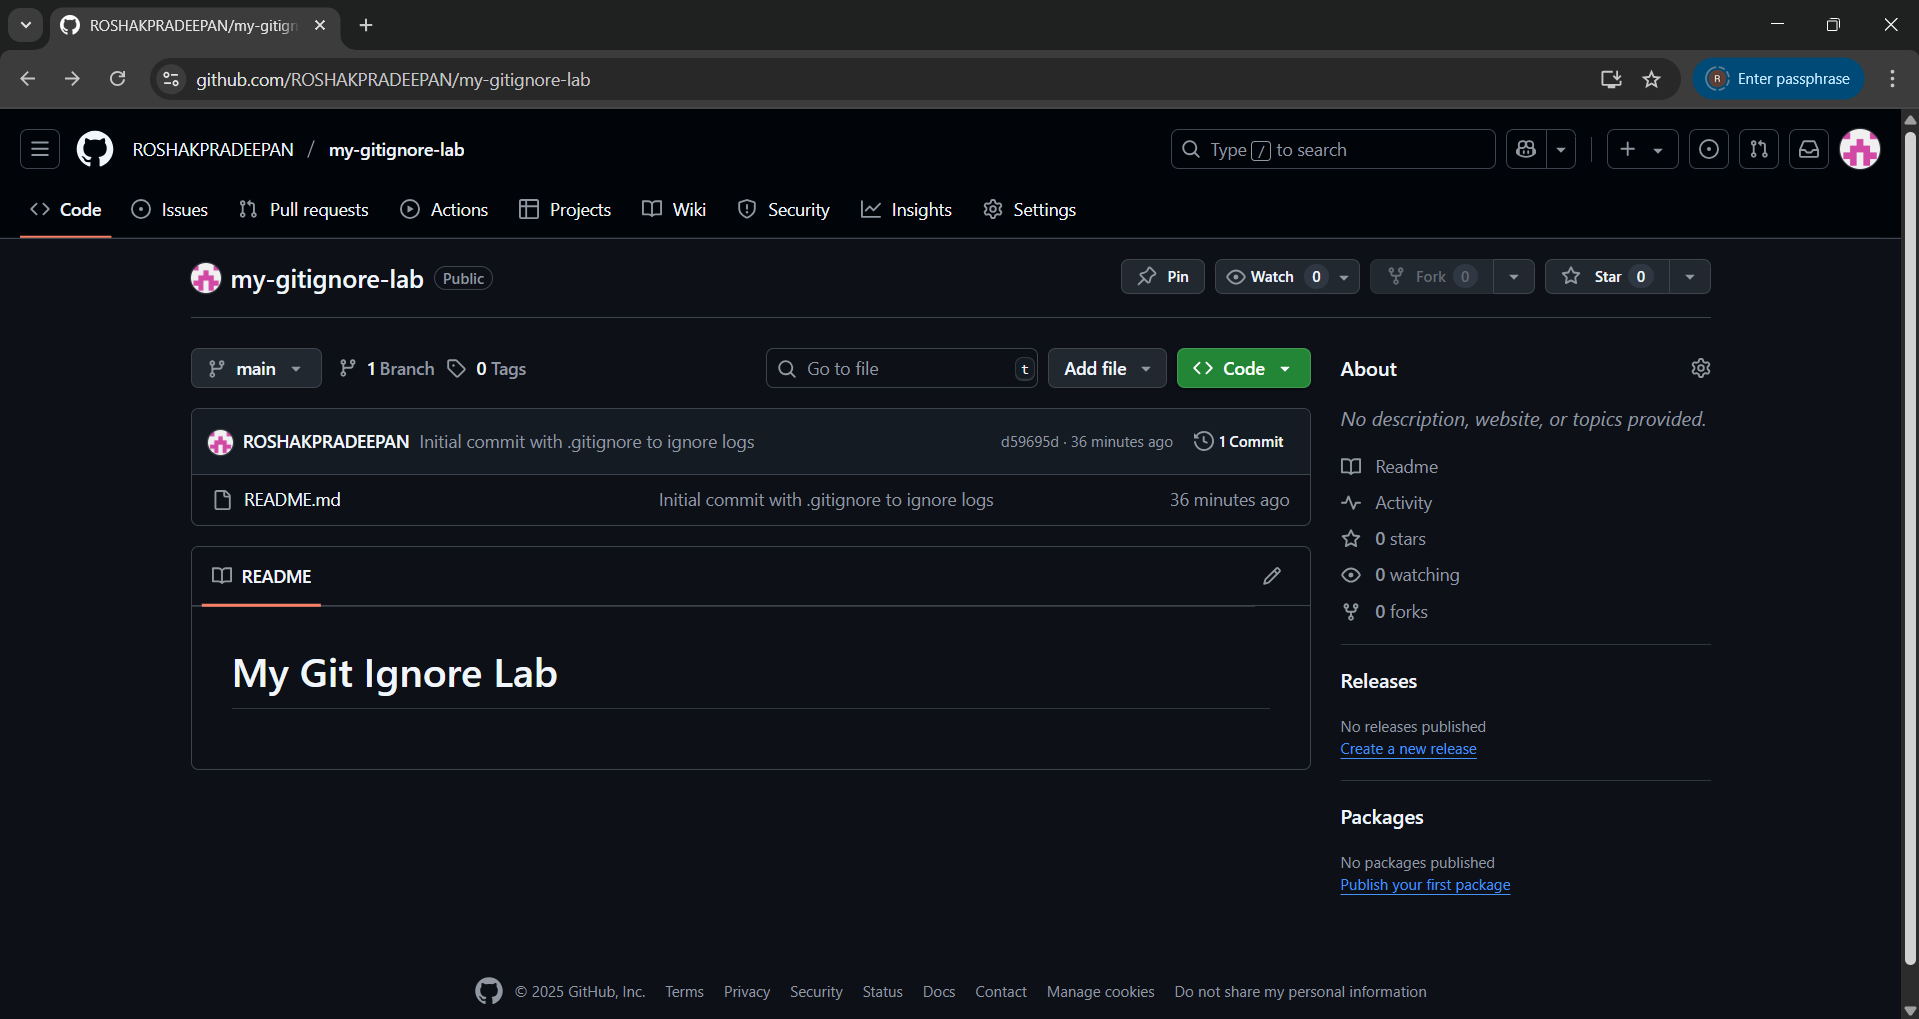 ROSHAKPRADEEPAN/my-gitign
github.com/ROSHAKPRADEEPAN/my-gitignore-lab
R Enter passphrase
ROSHAKPRADEEPAN / my-gitignore-lab
Type / to search
Code Issues Pull requests Actions Projects Wiki Security Insights Settings
my-gitignore-lab Public
Pin Watch 0 Fork 0 Star 0
main 1 Branch 0 Tags Go to file t Add file Code
ROSHAKPRADEEPAN Initial commit with .gitignore to ignore logs d59695d · 36 minutes ago 1 Commit
README.md Initial commit with .gitignore to ignore logs 36 minutes ago
README
My Git Ignore Lab
About
No description, website, or topics provided.
Readme
Activity
0 stars
0 watching
0 forks
Releases
No releases published
Create a new release
Packages
No packages published
Publish your first package
© 2025 GitHub, Inc. Terms Privacy Security Status Docs Contact Manage cookies Do not share my personal information